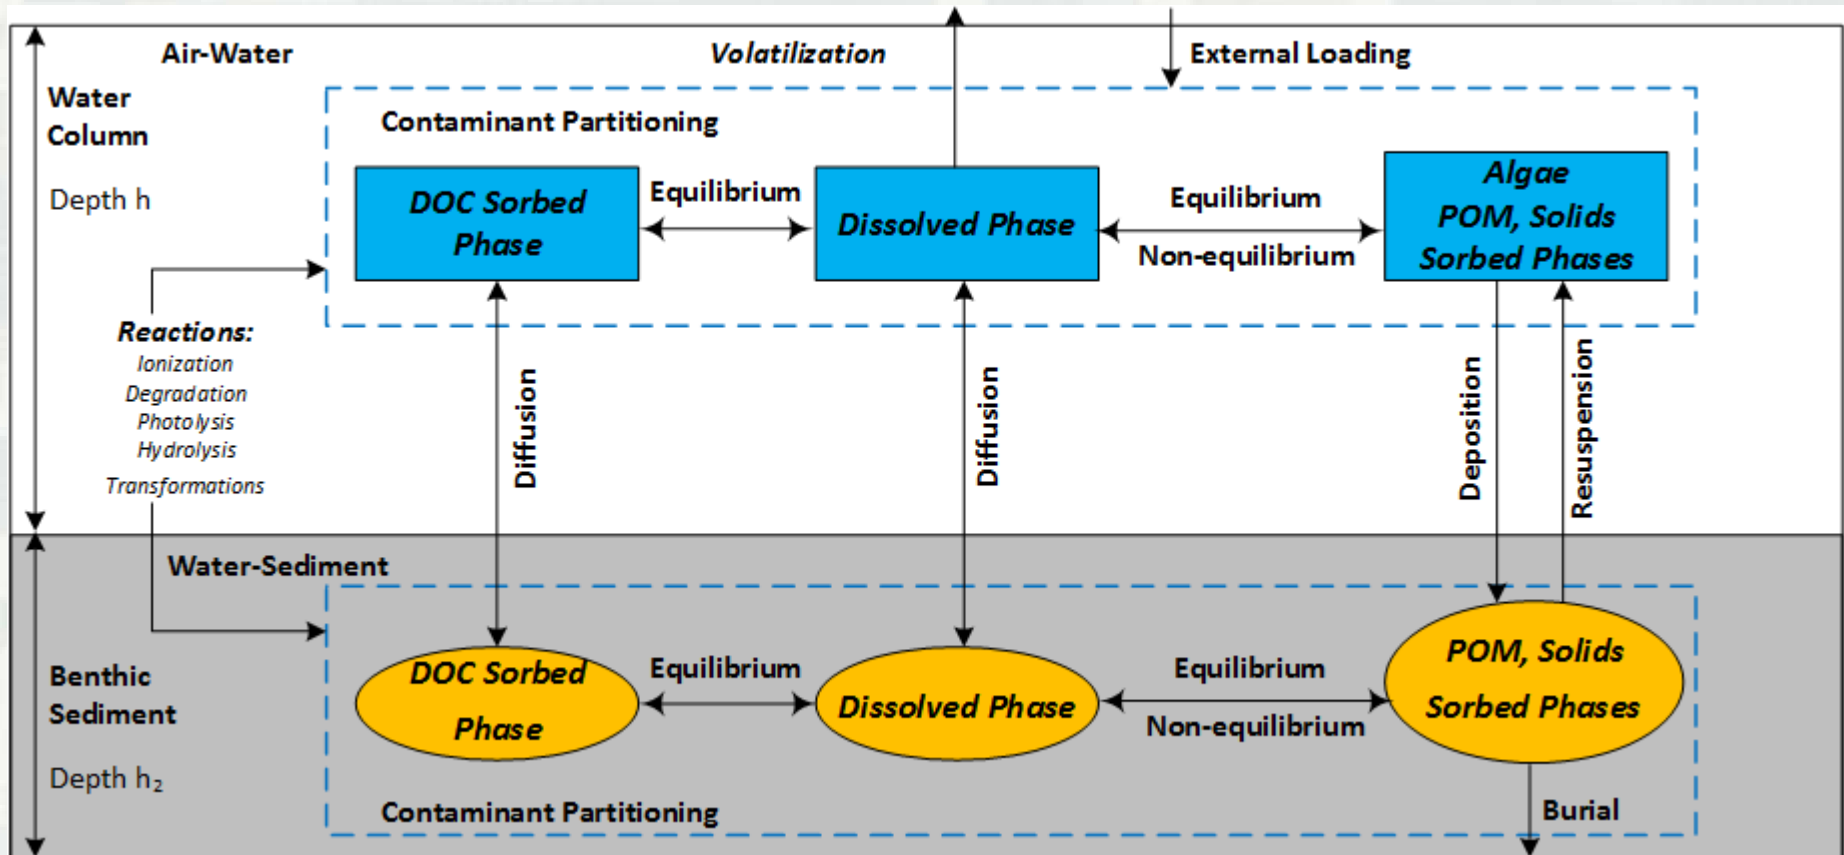 Air-Water
Volatilization
External Loading
Water
Column
Depth h
Contaminant Partitioning
DOC Sorbed
Phase
Equilibrium
Dissolved Phase
Equilibrium
Non-equilibrium
Algae
POM, Solids
Sorbed Phases
Reactions:
Ionization
Degradation
Photolysis
Hydrolysis
Transformations
Diffusion
Diffusion
Deposition
Resuspension
Water-Sediment
Benthic
Sediment
Depth h₂
DOC Sorbed
Phase
Equilibrium
Dissolved Phase
Equilibrium
Non-equilibrium
POM, Solids
Sorbed Phases
Contaminant Partitioning
Burial